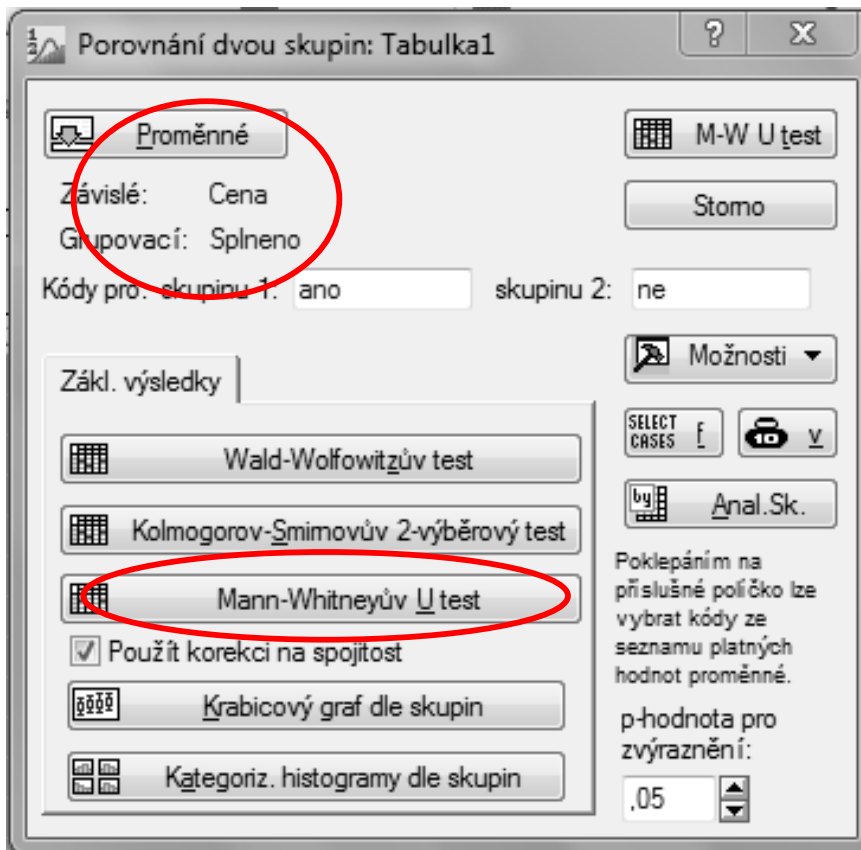 Porovnání dvou skupin: Tabulka1
Proměnné
M-W U test
Závislé: Cena
Storno
Grupovací: Splneno
Kódy pro: skupinu 1: ano skupinu 2: ne
Možnosti
Zákl. výsledky
SELECT CASES f v
Wald-Wolfowitzův test
Anal.Sk.
Kolmogorov-Smirnovův 2-výběrový test
Mann-Whitneyův U test
Použít korekci na spojitost
Krabicový graf dle skupin
Kategoriz. histogramy dle skupin
Poklepáním na
příslušné políčko lze
vybrat kódy ze
seznamu platných
hodnot proměnné.
p-hodnota pro
zvýraznění:
,05